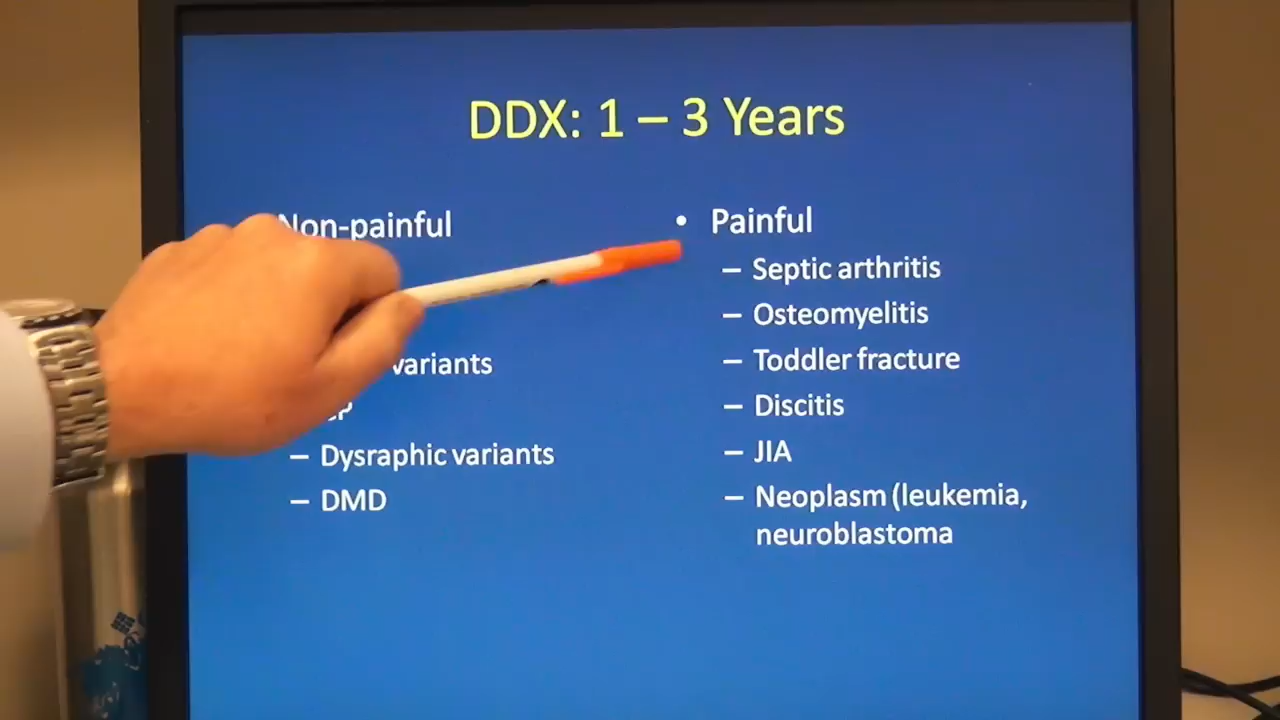 DDX: 1 – 3 Years
Non-painful
variants
CP
– Dysraphic variants
– DMD
• Painful
– Septic arthritis
– Osteomyelitis
– Toddler fracture
– Discitis
– JIA
– Neoplasm (leukemia,
neuroblastoma